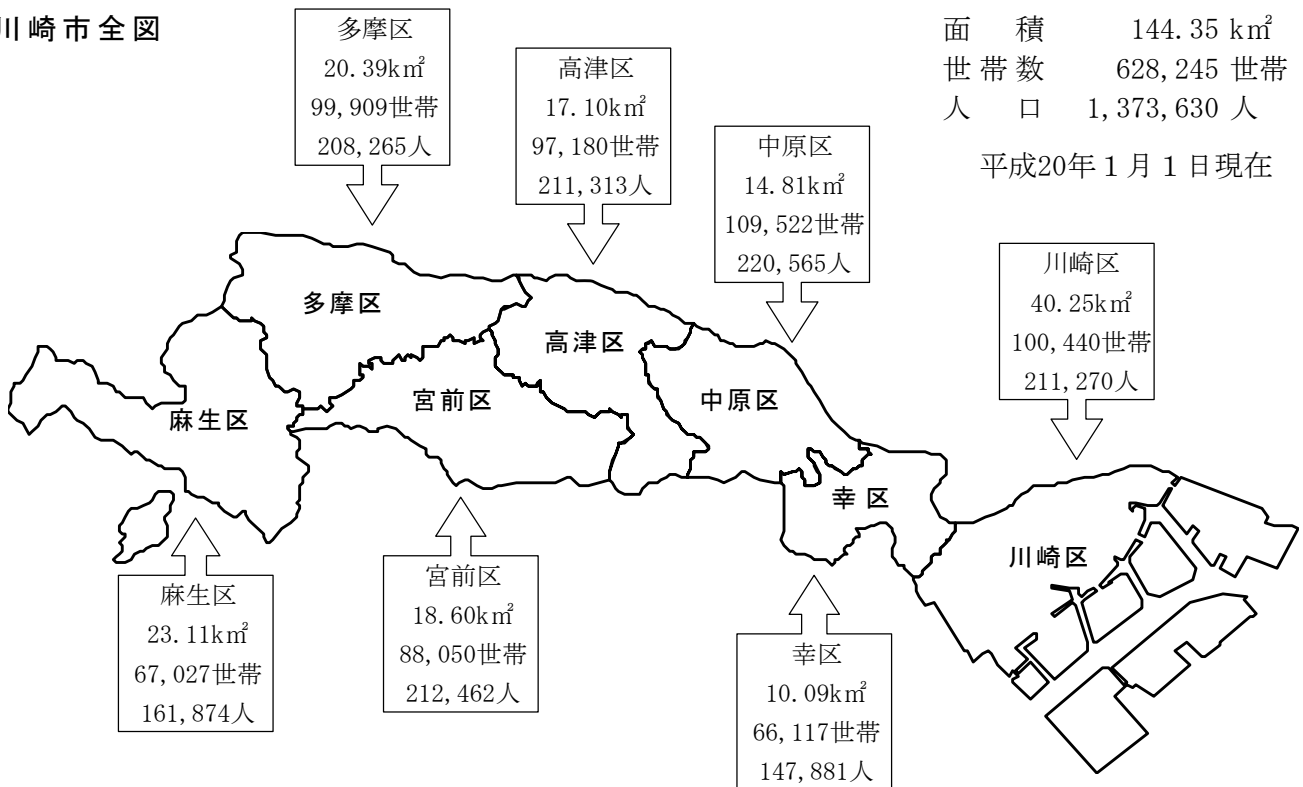 川崎市全図
面積 144.35 k㎡
世帯数 628,245 世帯
人口 1,373,630 人
平成20年１月１日現在
多摩区
20.39k㎡
99,909世帯
208,265人
高津区
17.10k㎡
97,180世帯
211,313人
中原区
14.81k㎡
109,522世帯
220,565人
川崎区
40.25k㎡
100,440世帯
211,270人
多摩区
高津区
中原区
宮前区
麻生区
幸区
川崎区
麻生区
23.11k㎡
67,027世帯
161,874人
宮前区
18.60k㎡
88,050世帯
212,462人
幸区
10.09k㎡
66,117世帯
147,881人